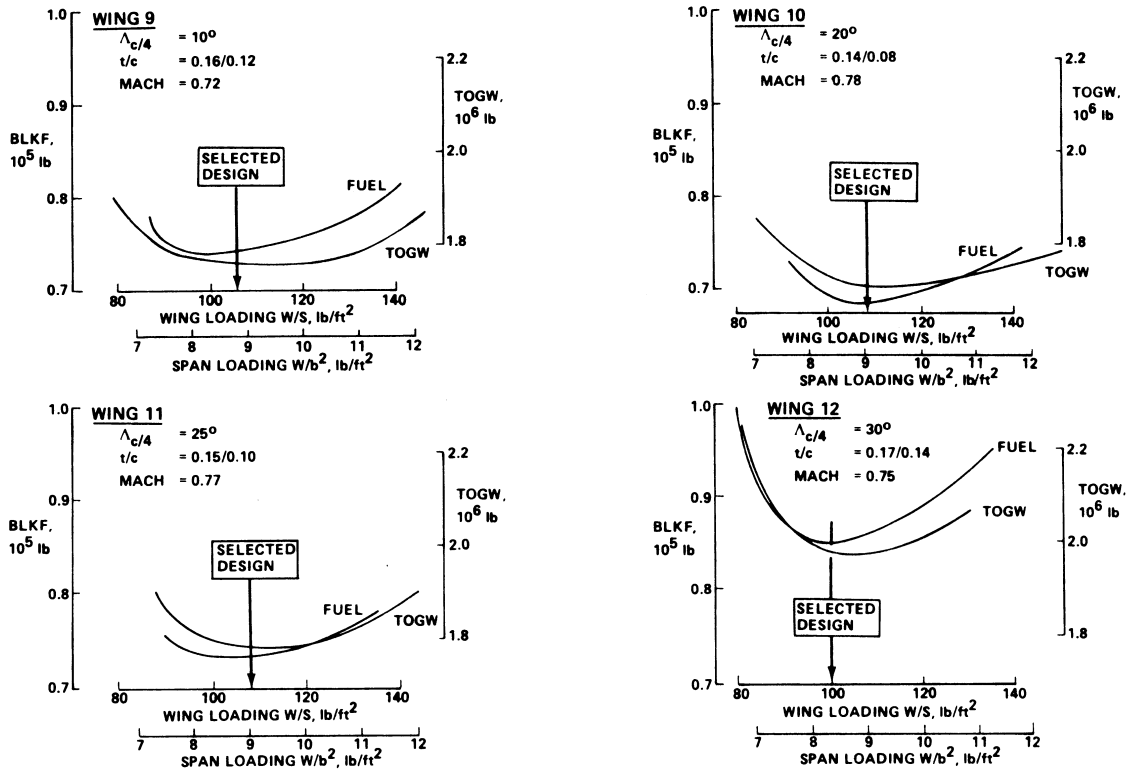 WING 9
Λc/4 = 10°
t/c = 0.16/0.12
MACH = 0.72
1.0
0.9
BLKF,
10⁵ lb
0.8
0.7
2.2
TOGW,
10⁶ lb
2.0
1.8
SELECTED
DESIGN
FUEL
TOGW
80 100 120 140
WING LOADING W/S, lb/ft²
7 8 9 10 11 12
SPAN LOADING W/b², lb/ft²
WING 10
Λc/4 = 20°
t/c = 0.14/0.08
MACH = 0.78
1.0
0.9
BLKF,
10⁵ lb
0.8
0.7
2.2
TOGW,
10⁶ lb
2.0
1.8
SELECTED
DESIGN
FUEL
TOGW
80 100 120 140
WING LOADING W/S, lb/ft²
7 8 9 10 11 12
SPAN LOADING W/b², lb/ft²
WING 11
Λc/4 = 25°
t/c = 0.15/0.10
MACH = 0.77
1.0
0.9
BLKF,
10⁵ lb
0.8
0.7
2.2
TOGW,
10⁶ lb
2.0
1.8
SELECTED
DESIGN
FUEL
TOGW
80 100 120 140
WING LOADING W/S, lb/ft²
7 8 9 10 11 12
SPAN LOADING W/b², lb/ft²
WING 12
Λc/4 = 30°
t/c = 0.17/0.14
MACH = 0.75
1.0
0.9
BLKF,
10⁵ lb
0.8
0.7
FUEL
2.2
TOGW,
10⁶ lb
2.0
1.8
TOGW
SELECTED
DESIGN
80 100 120 140
WING LOADING W/S, lb/ft²
7 8 9 10 11 12
SPAN LOADING W/b², lb/ft²